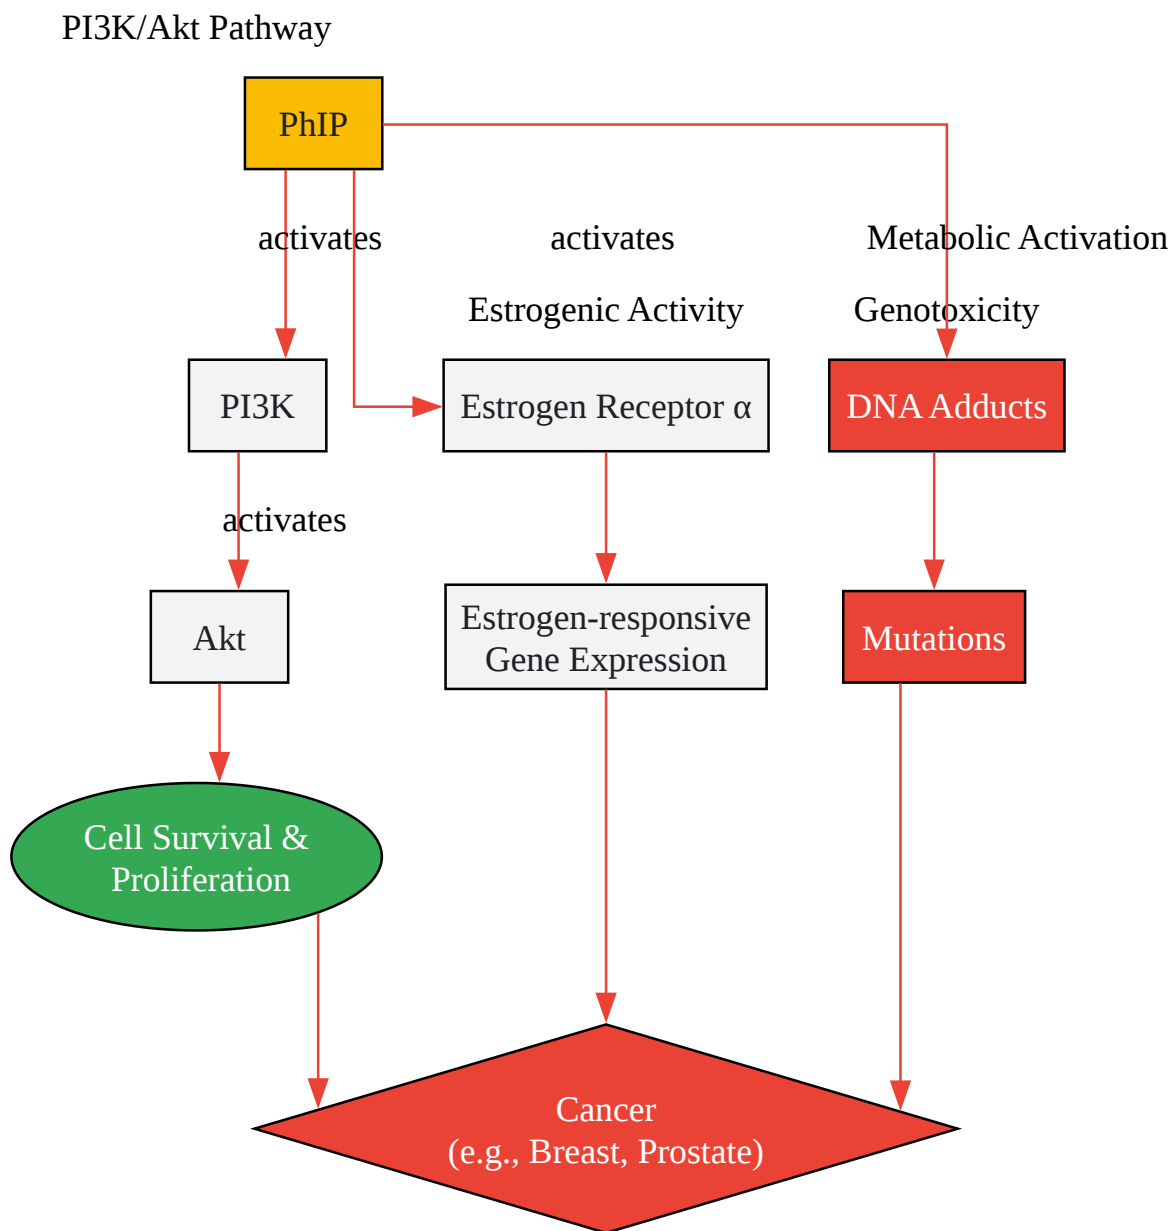 PI3K/Akt Pathway
PhIP
activates
activates
Metabolic Activation
Estrogenic Activity
Genotoxicity
PI3K
Estrogen Receptor α
DNA Adducts
activates
Akt
Estrogen-responsive
Gene Expression
Mutations
Cell Survival &
Proliferation
Cancer
(e.g., Breast, Prostate)